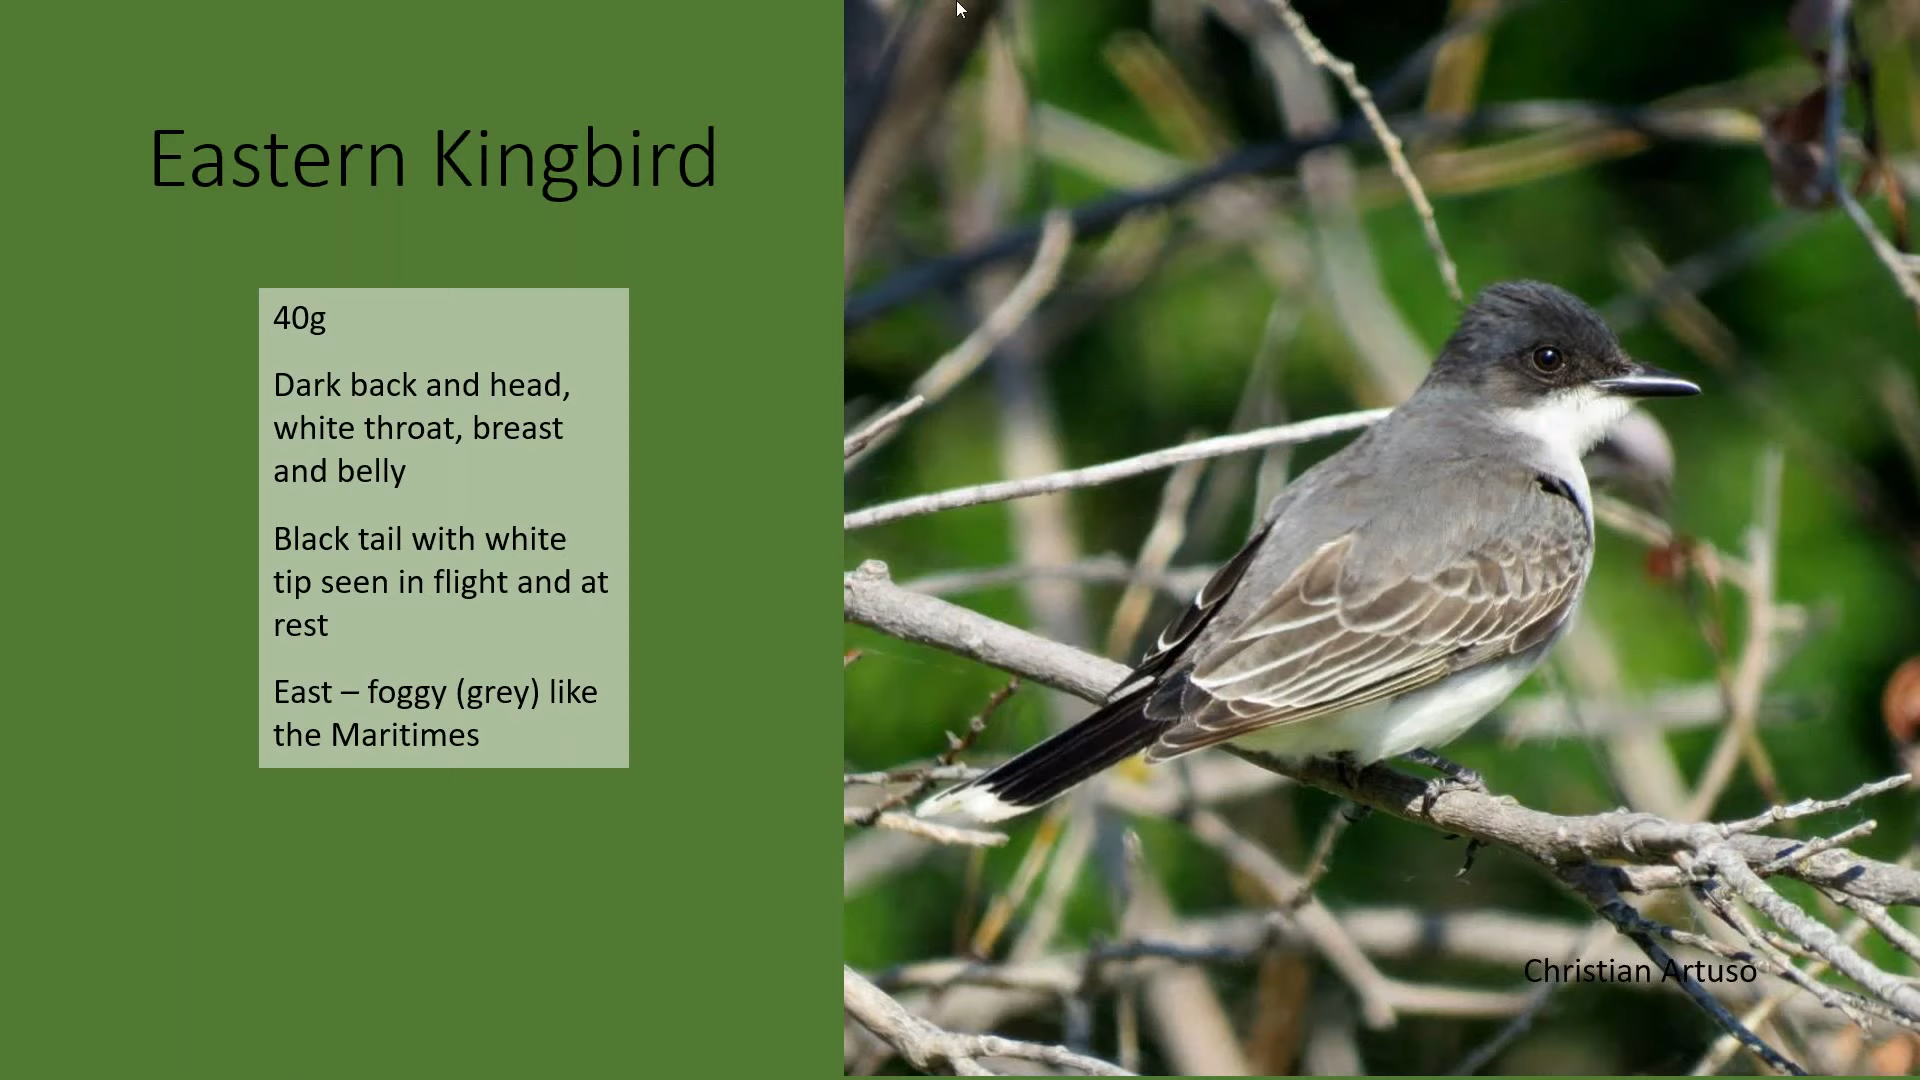 Eastern Kingbird
40g
Dark back and head,
white throat, breast
and belly
Black tail with white
tip seen in flight and at
rest
East – foggy (grey) like
the Maritimes
Christian Artuso